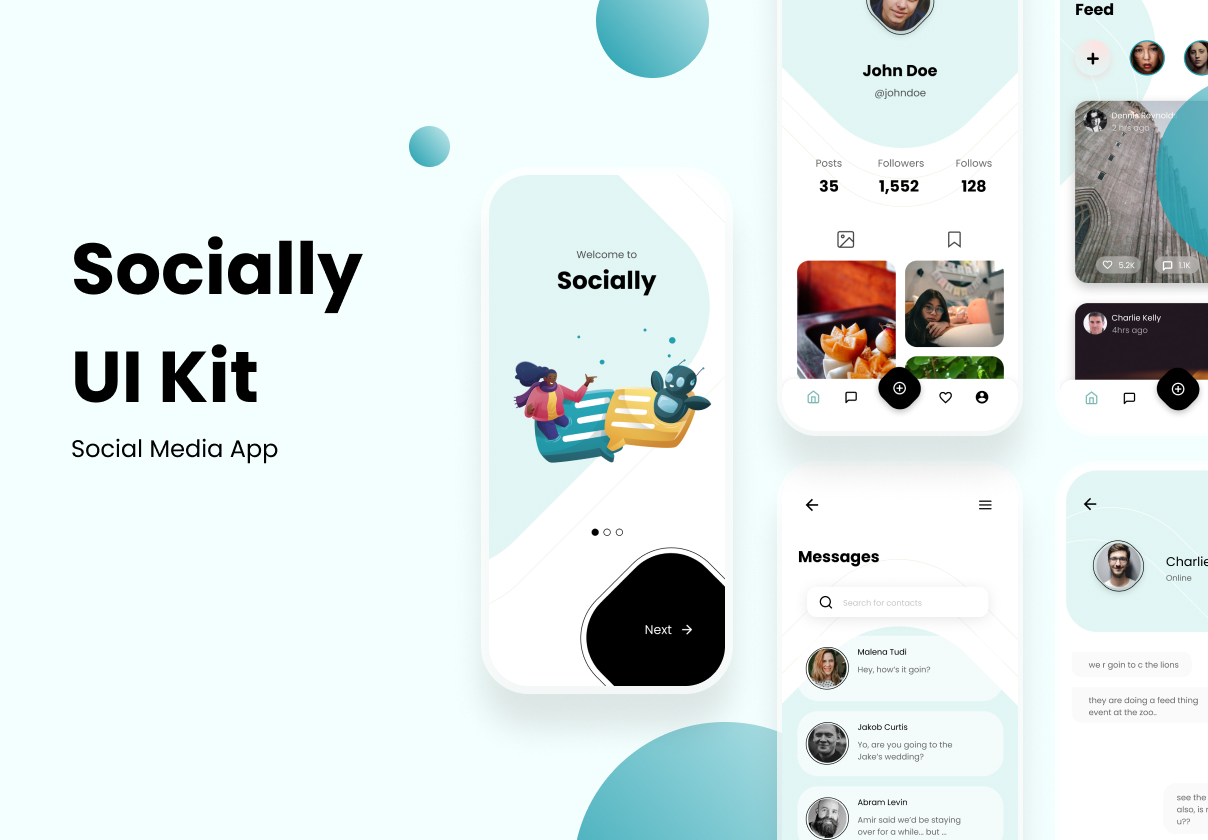 Socially
UI Kit
Social Media App
Welcome to
Socially
Next
John Doe
@johndoe
Posts
Followers
Follows
35
1,552
128
Feed
Dennis Reynolds
2 hrs ago
5.2K
1.1K
Charlie Kelly
4hrs ago
Messages
Search for contacts
Malena Tudi
Hey, how's it goin?
Jakob Curtis
Yo, are you going to the
Jake's wedding?
Abram Levin
Amir said we'd be staying
over for a while... but ...
Charlie
Online
we r goin to c the lions
they are doing a feed thing
event at the zoo..
see the
also, is
u??